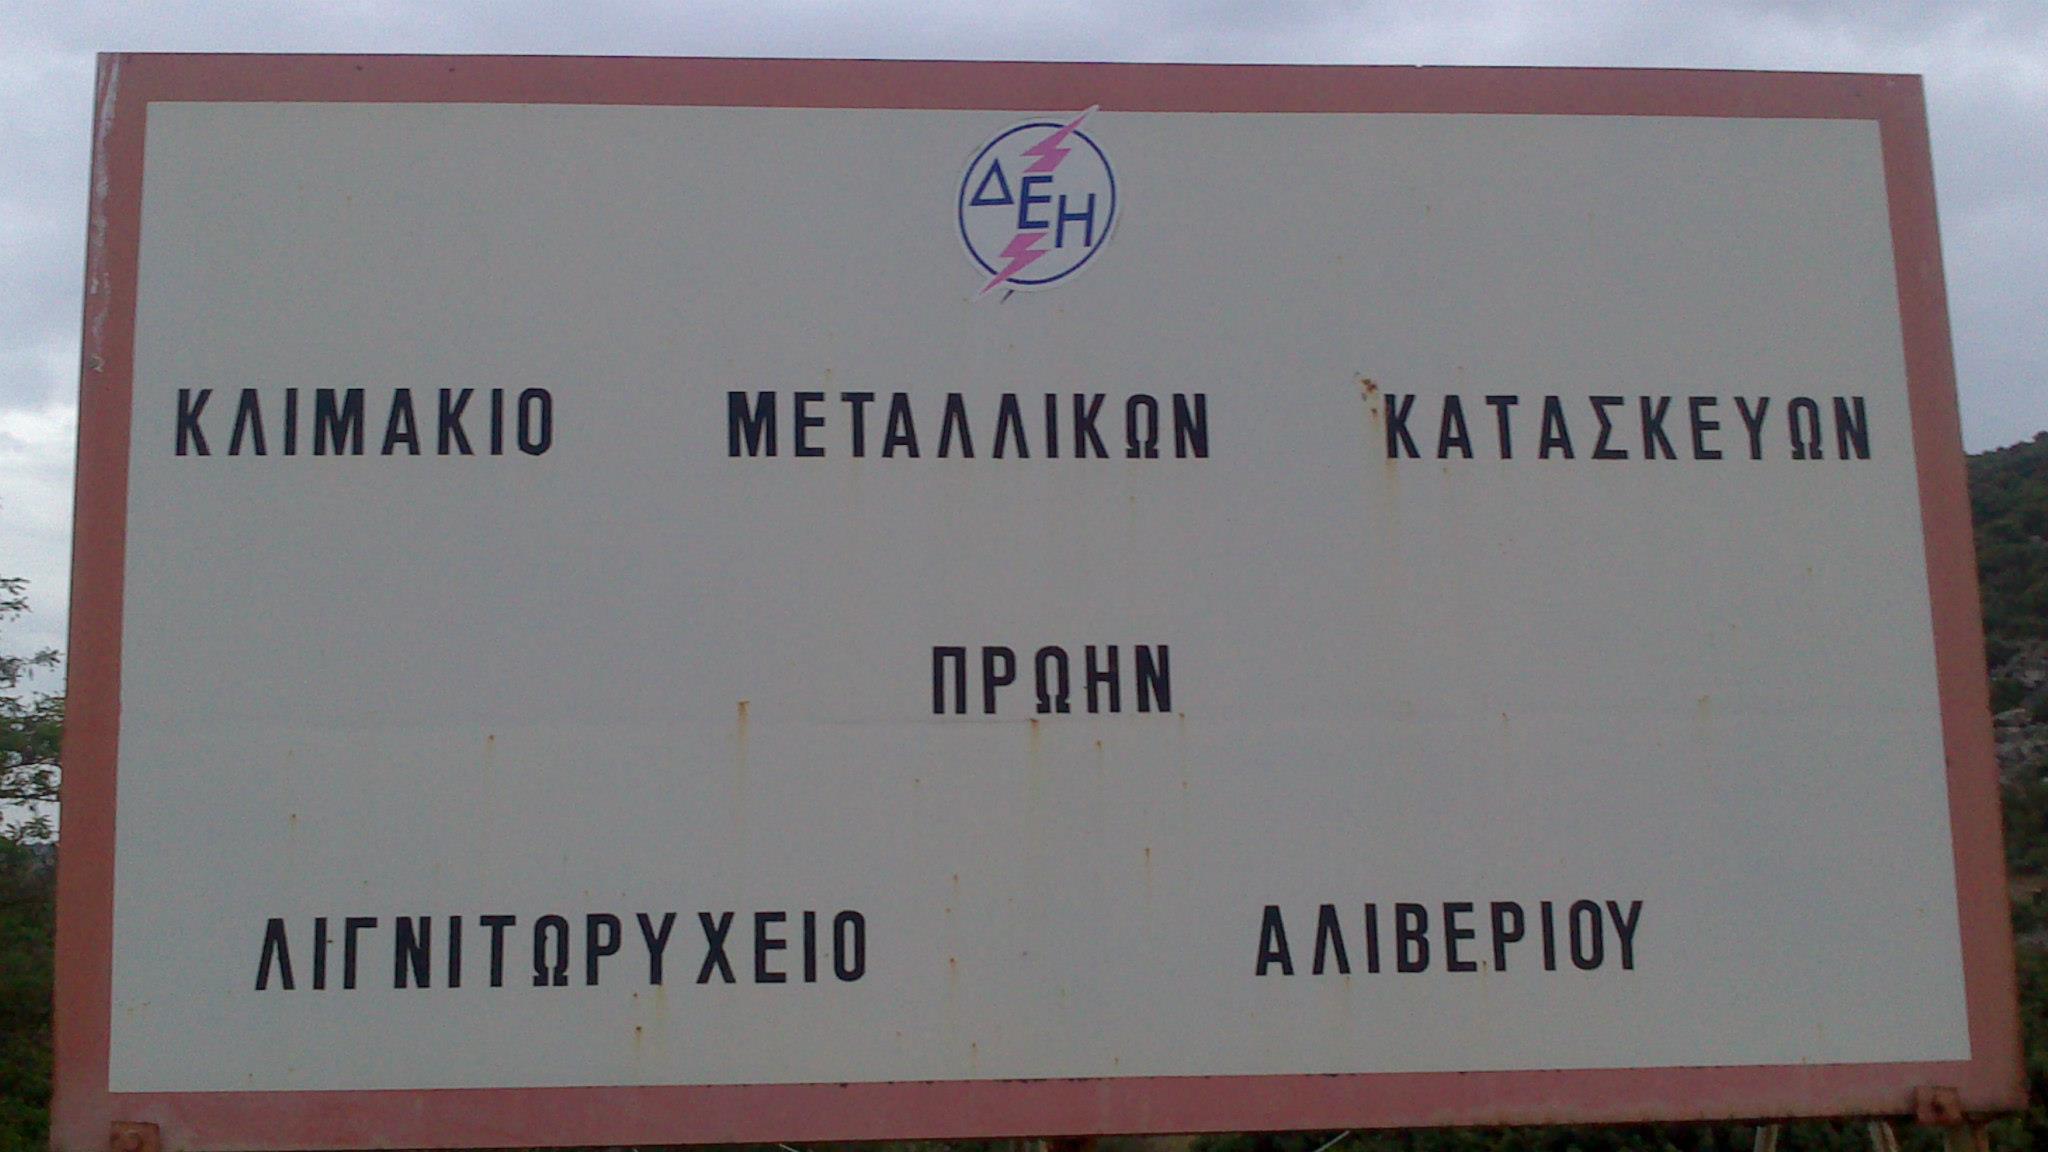 ΔΕΗ
ΚΛΙΜΑΚΙΟ ΜΕΤΑΛΛΙΚΩΝ ΚΑΤΑΣΚΕΥΩΝ
ΠΡΩΗΝ
ΛΙΓΝΙΤΩΡΥΧΕΙΟ ΑΛΙΒΕΡΙΟΥ